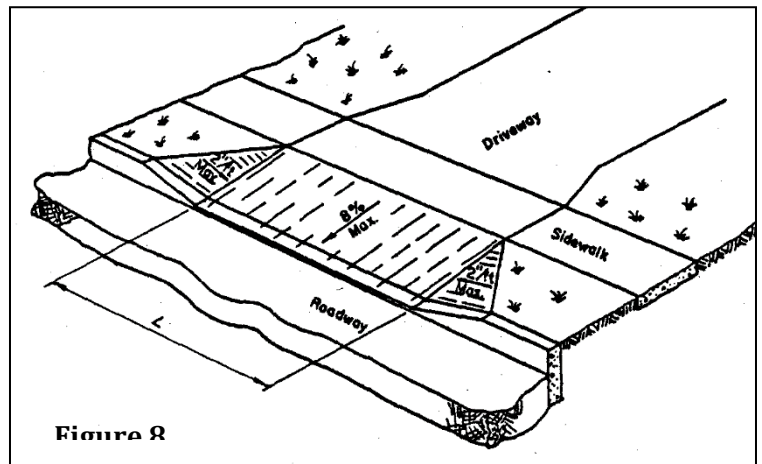 Driveway
2"/ft
Max.
8%
Max.
Sidewalk
2"/ft
Max.
Roadway
L
Figure 8